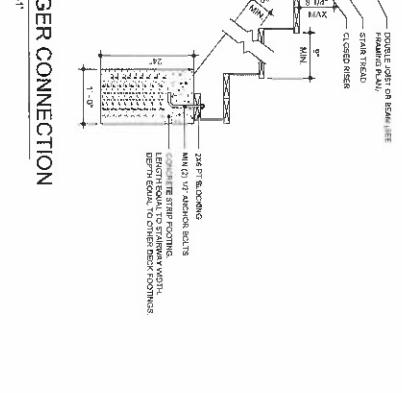 DOUBLE JOIST OR BEAM (SEE
FRAMING PLAN)
STAIR TREAD
CLOSED RISER
MAX
9"
MIN.
MIN.
2X6 PT BLOCKING
MIN (2) 1/2" ANCHOR BOLTS
CONCRETE STRIP FOOTING.
LENGTH EQUAL TO STAIRWAY WIDTH.
DEPTH EQUAL TO OTHER DECK FOOTINGS.
24"
1' - 0"
GER CONNECTION